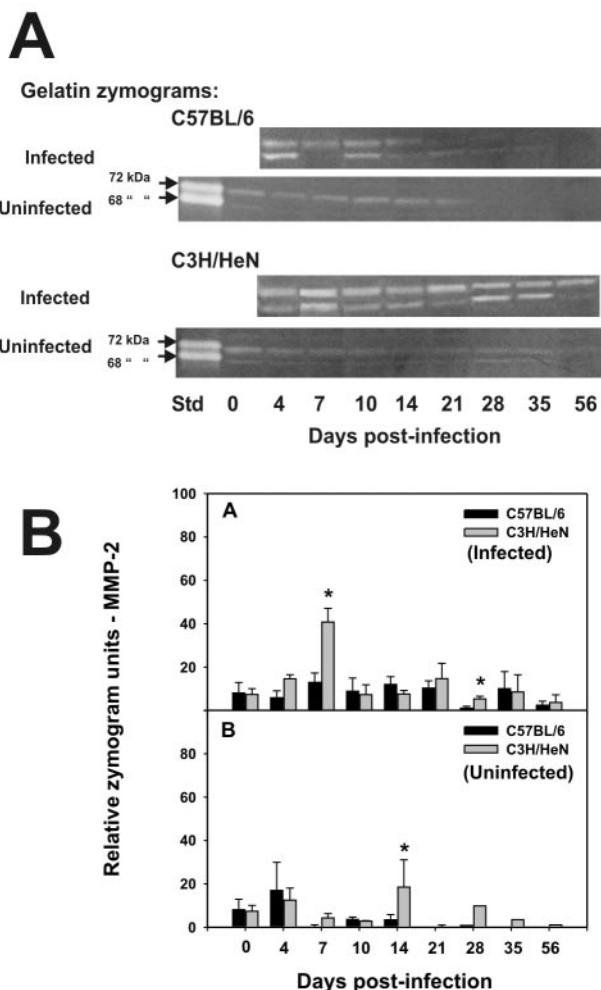 A
Gelatin zymograms:
C57BL/6
Infected
72 kDa
68 “ “
Uninfected
C3H/HeN
Infected
Uninfected
72 kDa
68 “ “
Std 0 4 7 10 14 21 28 35 56
Days post-infection
B
Relative zymogram units - MMP-2
100
80
60
40
20
A
C57BL/6
C3H/HeN
(Infected)
*
*
80
60
40
20
0
B
C57BL/6
C3H/HeN
(Uninfected)
*
0 4 7 10 14 21 28 35 56
Days post-infection